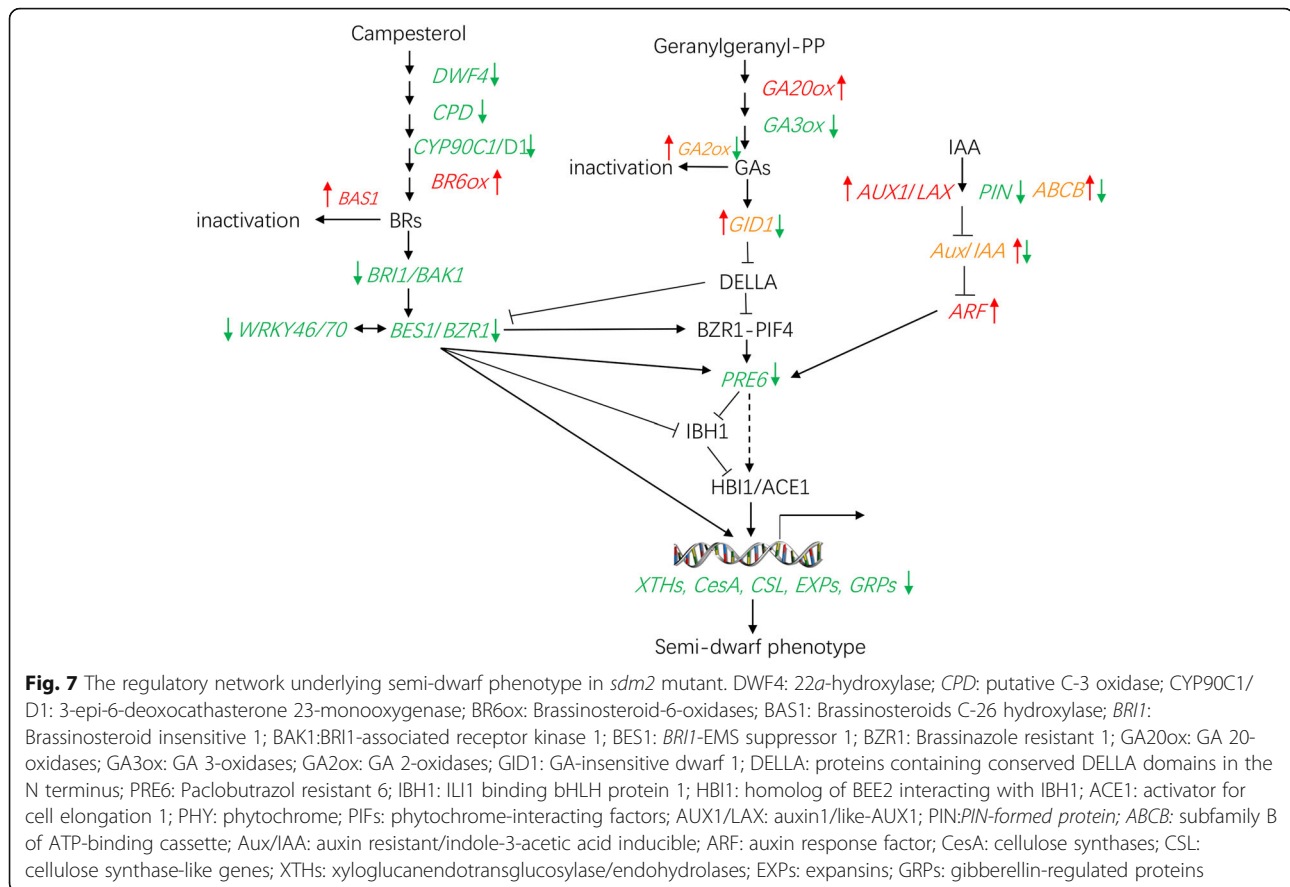 Campesterol
Geranylgeranyl-PP
DWF4
GA20ox
CPD
GA3ox
CYP90C1/D1
IAA
GA2ox
inactivation
GAs
BR6ox
AUX1/LAX PIN ABCB
BAS1
inactivation
BRs
GID1
Aux/IAA
BRI1/BAK1
DELLA
ARF
WRKY46/70
BES1/BZR1
BZR1-PIF4
PRE6
IBH1
HBI1/ACE1
XTHs, CesA, CSL, EXPs, GRPs
Semi-dwarf phenotype
Fig. 7 The regulatory network underlying semi-dwarf phenotype in sdm2 mutant. DWF4: 22a-hydroxylase; CPD: putative C-3 oxidase; CYP90C1/
D1: 3-epi-6-deoxocathasterone 23-monooxygenase; BR6ox: Brassinosteroid-6-oxidases; BAS1: Brassinosteroids C-26 hydroxylase; BRI1:
Brassinosteroid insensitive 1; BAK1:BRI1-associated receptor kinase 1; BES1: BRI1-EMS suppressor 1; BZR1: Brassinazole resistant 1; GA20ox: GA 20-
oxidases; GA3ox: GA 3-oxidases; GA2ox: GA 2-oxidases; GID1: GA-insensitive dwarf 1; DELLA: proteins containing conserved DELLA domains in the
N terminus; PRE6: Paclobutrazol resistant 6; IBH1: ILI1 binding bHLH protein 1; HBI1: homolog of BEE2 interacting with IBH1; ACE1: activator for
cell elongation 1; PHY: phytochrome; PIFs: phytochrome-interacting factors; AUX1/LAX: auxin1/like-AUX1; PIN:PIN-formed protein; ABCB: subfamily B
of ATP-binding cassette; Aux/IAA: auxin resistant/indole-3-acetic acid inducible; ARF: auxin response factor; CesA: cellulose synthases; CSL:
cellulose synthase-like genes; XTHs: xyloglucanendotransglucosylase/endohydrolases; EXPs: expansins; GRPs: gibberellin-regulated proteins